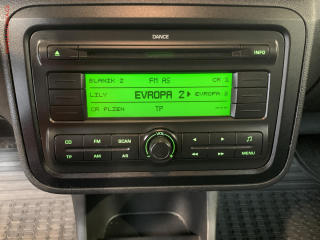 DANCE
INFO
BLANIK 2 FM AS CR 1
LILY EVROPA 2 EVROPA 2
CR PLZEN TP ----
CD FM SCAN
VOL
TP AM AR
MENU